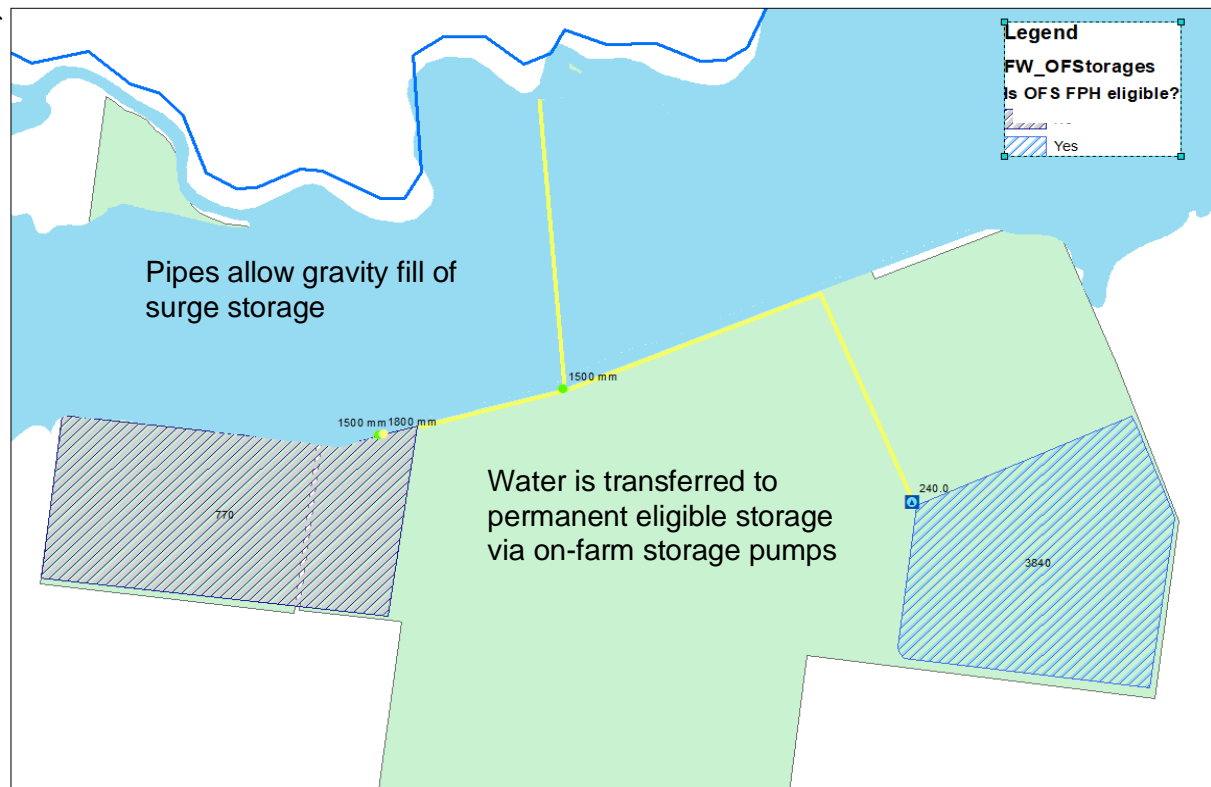 Legend
FW_OFStorages
Is OFS FPH eligible?
Yes
Pipes allow gravity fill of
surge storage
1500 mm
1500 mm 1800 mm
770
Water is transferred to
permanent eligible storage
via on-farm storage pumps
240.0
3840